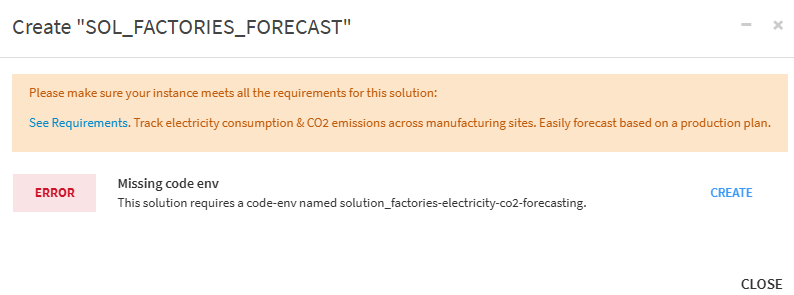 Create "SOL_FACTORIES_FORECAST"
Please make sure your instance meets all the requirements for this solution:
See Requirements. Track electricity consumption & CO2 emissions across manufacturing sites. Easily forecast based on a production plan.
ERROR
Missing code env
This solution requires a code-env named solution_factories-electricity-co2-forecasting.
CREATE
CLOSE